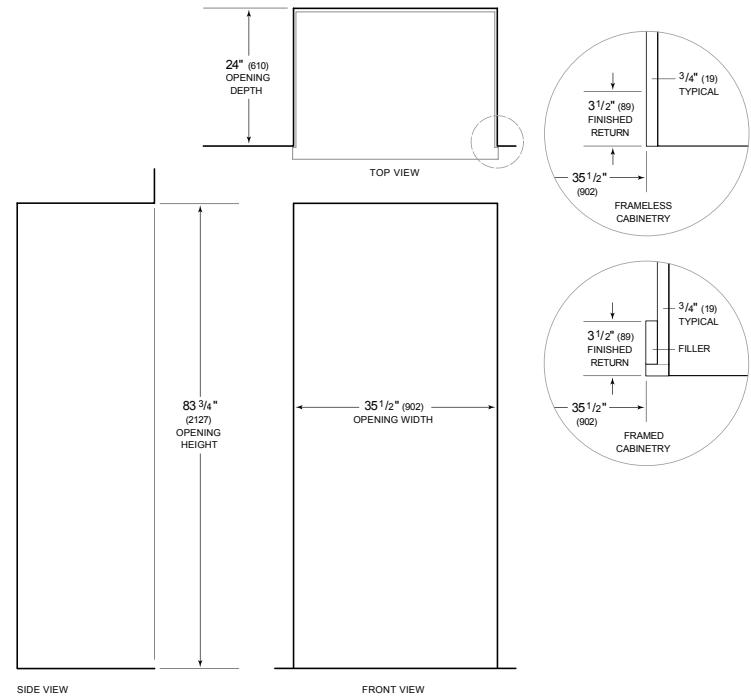 24" (610)
OPENING
DEPTH
TOP VIEW
3/4" (19)
TYPICAL
3 1/2" (89)
FINISHED
RETURN
35 1/2"
(902)
FRAMELESS
CABINETRY
3/4" (19)
TYPICAL
3 1/2" (89)
FINISHED
RETURN
FILLER
35 1/2"
(902)
FRAMED
CABINETRY
83 3/4"
(2127)
OPENING
HEIGHT
35 1/2" (902)
OPENING WIDTH
SIDE VIEW
FRONT VIEW